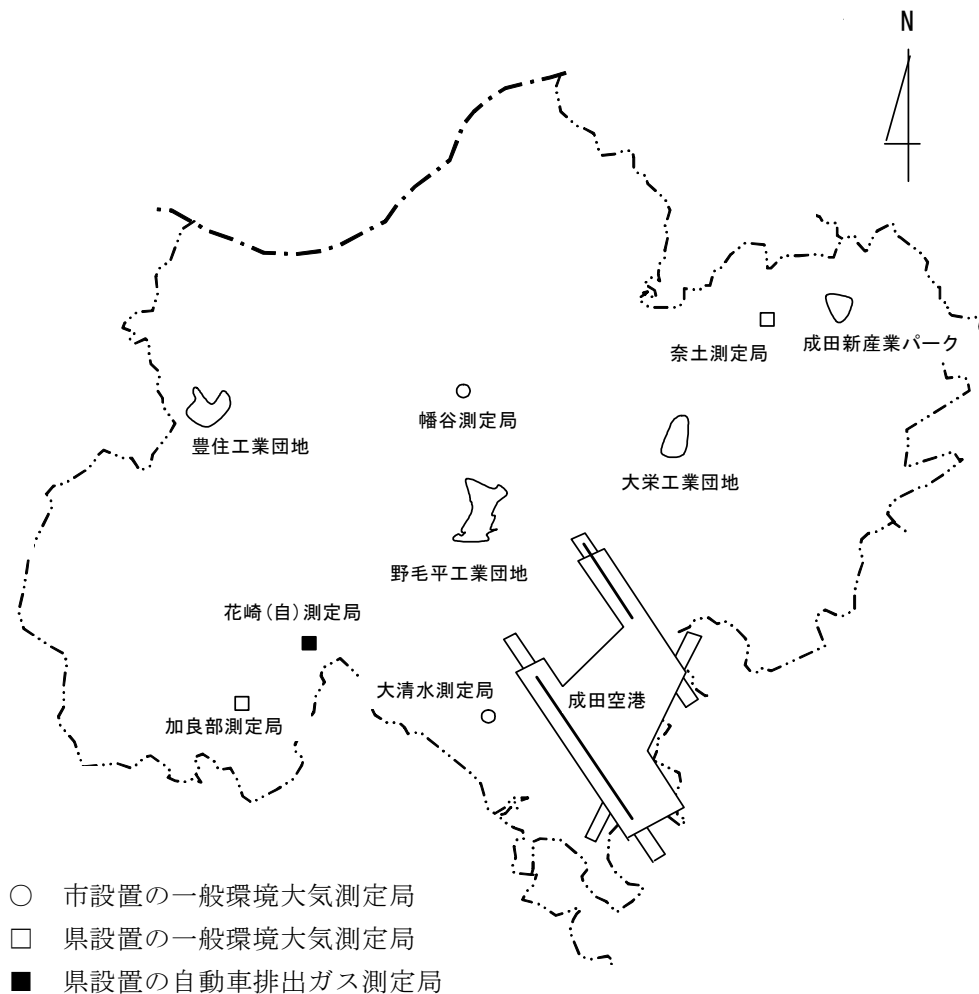 N
奈土測定局
成田新産業パーク
幡谷測定局
豊住工業団地
大栄工業団地
野毛平工業団地
花崎(自)測定局
大清水測定局
成田空港
加良部測定局
○ 市設置の一般環境大気測定局
□ 県設置の一般環境大気測定局
■ 県設置の自動車排出ガス測定局